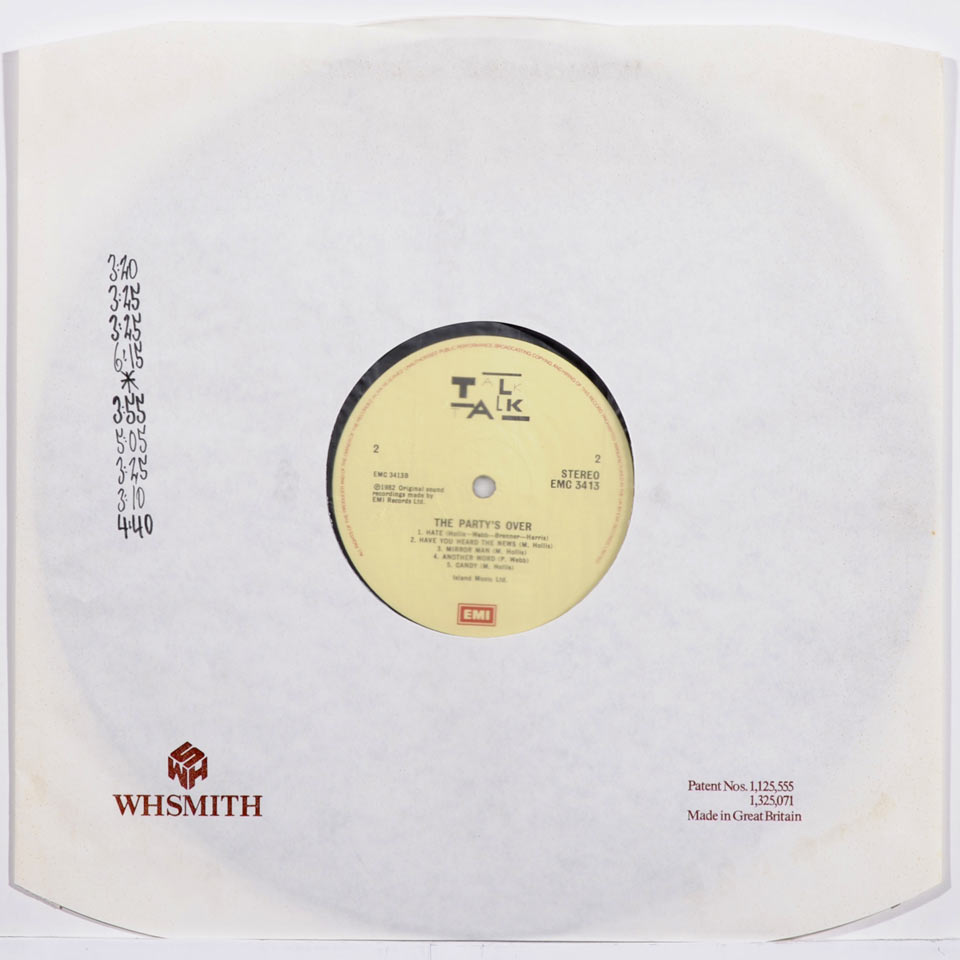 3:20
3:25
3:25
6:15
*
3:55
5:05
3:25
3:10
4:40
TALK
TALK
2
2
EMC 3413B
STEREO
EMC 3413
℗1982 Original sound
recordings made by
EMI Records Ltd.
THE PARTY'S OVER
1. HATE (Hollis—Webb—Brenner—Harris)
2. HAVE YOU HEARD THE NEWS (M. Hollis)
3. MIRROR MAN (M. Hollis)
4. ANOTHER WORD (P. Webb)
5. CANDY (M. Hollis)
Island Music Ltd.
EMI
SWH
WHSMITH
Patent Nos. 1,125,555
1,325,071
Made in Great Britain